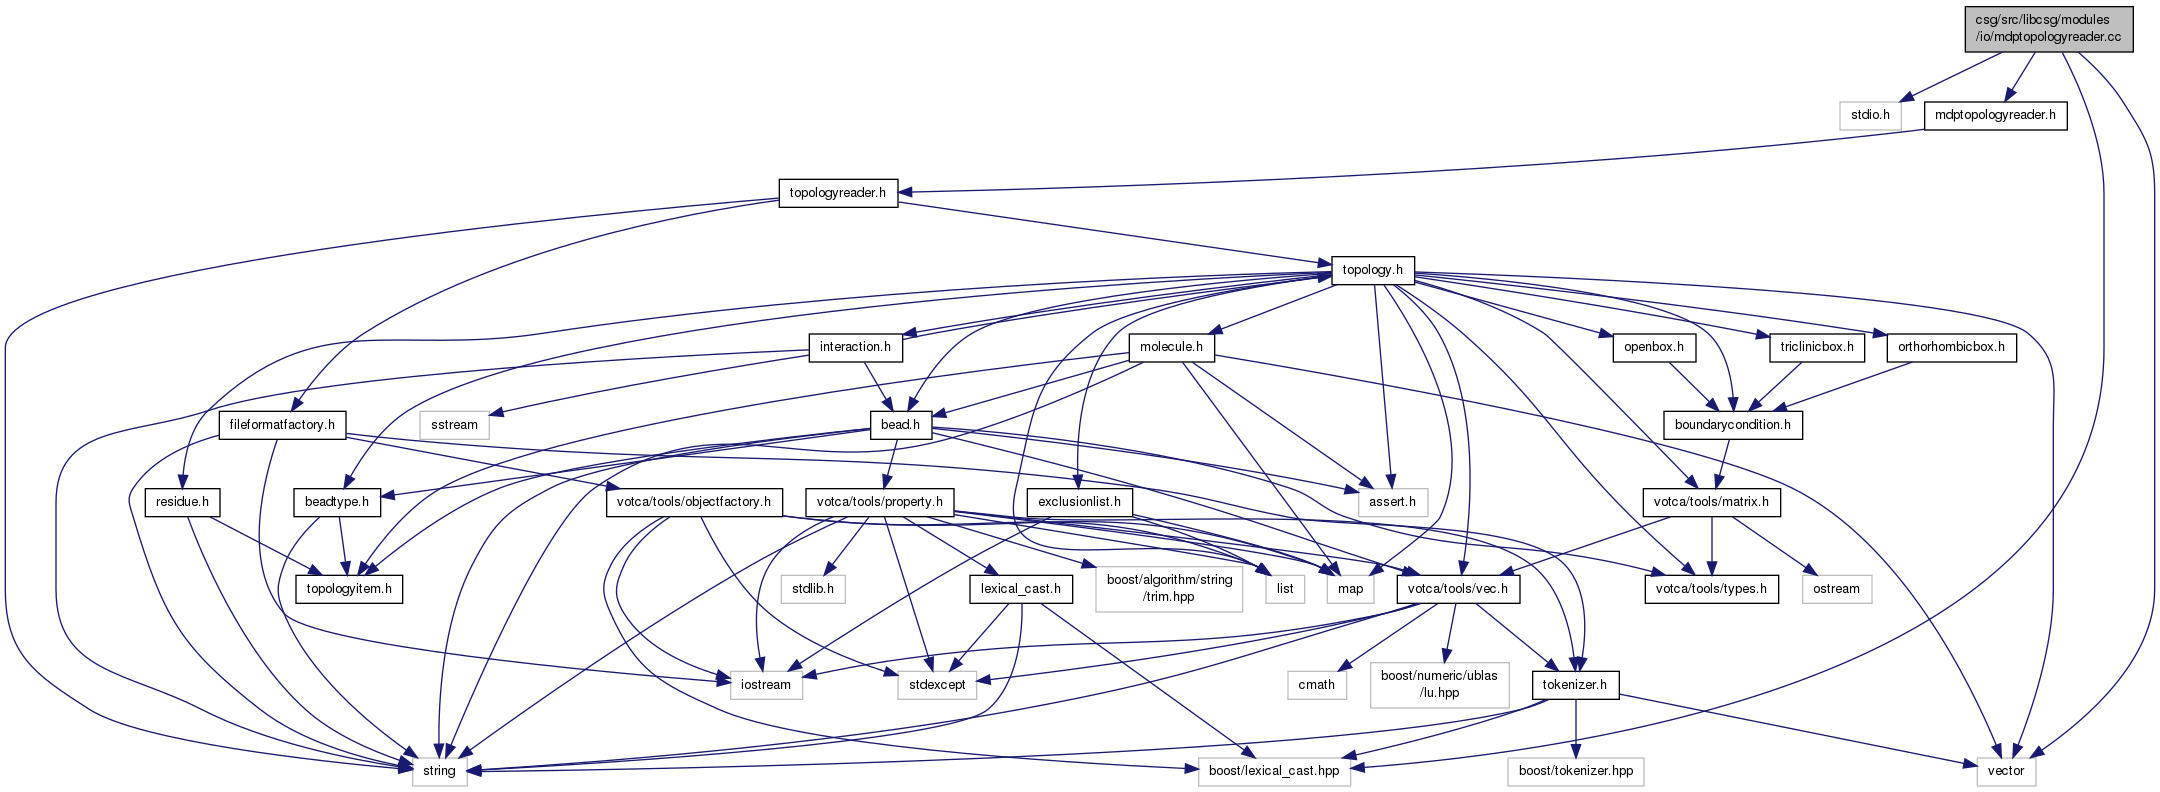 csg/src/libcsg/modules
/io/mdptopologyreader.cc
stdio.h
mdptopologyreader.h
topologyreader.h
topology.h
interaction.h
molecule.h
openbox.h
triclinicbox.h
orthorhombicbox.h
fileformatfactory.h
sstream
bead.h
boundarycondition.h
residue.h
beadtype.h
votca/tools/objectfactory.h
votca/tools/property.h
exclusionlist.h
assert.h
votca/tools/matrix.h
topologyitem.h
stdlib.h
lexical_cast.h
boost/algorithm/string
/trim.hpp
list
map
votca/tools/vec.h
votca/tools/types.h
ostream
iostream
stdexcept
cmath
boost/numeric/ublas
/lu.hpp
tokenizer.h
string
boost/lexical_cast.hpp
boost/tokenizer.hpp
vector